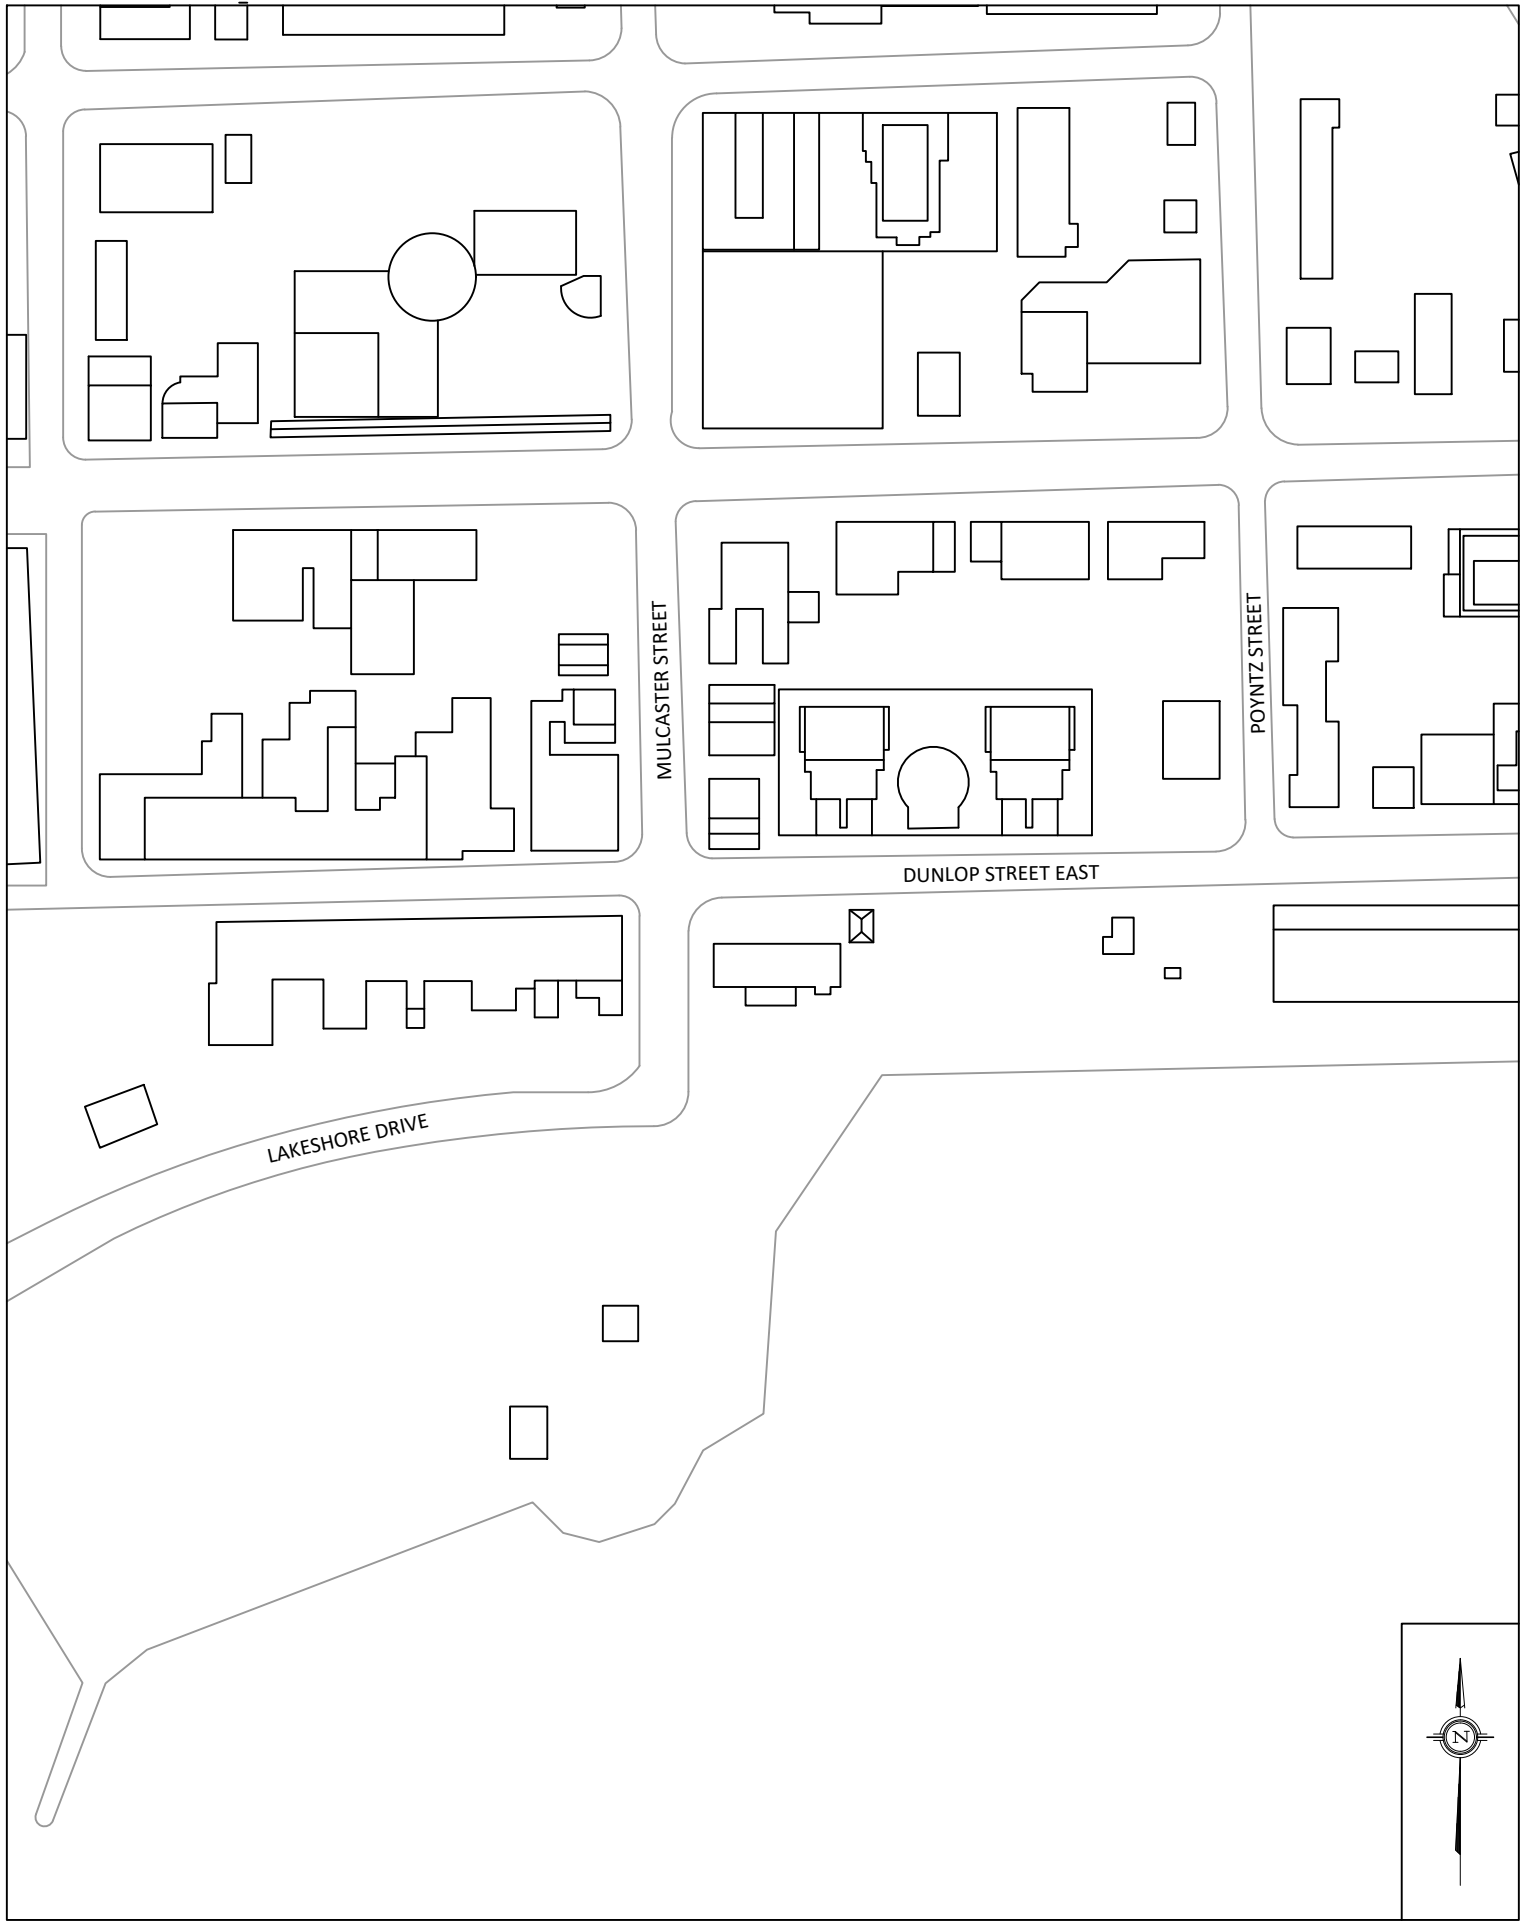 MULCASTER STREET
POYNTZ STREET
DUNLOP STREET EAST
LAKESHORE DRIVE
N